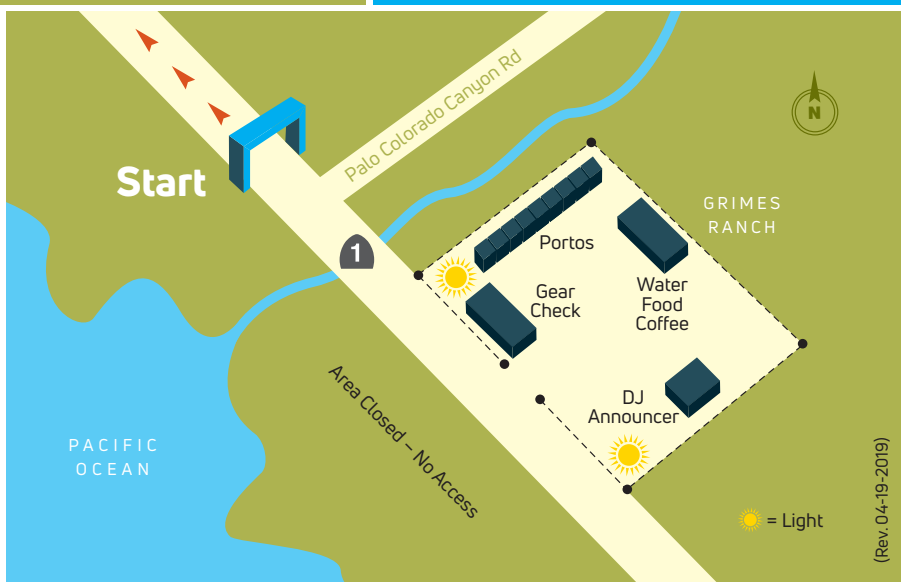 Palo Colorado Canyon Rd
N
Start
GRIMES
RANCH
1
Portos
Gear
Check
Water
Food
Coffee
Area Closed – No Access
DJ
Announcer
PACIFIC
OCEAN
= Light
(Rev. 04-19-2019)